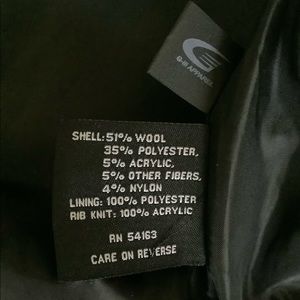 G-III APPAREL
SHELL: 51% WOOL
35% POLYESTER,
5% ACRYLIC,
5% OTHER FIBERS,
4% NYLON
LINING: 100% POLYESTER
RIB KNIT: 100% ACRYLIC
RN 54163
CARE ON REVERSE